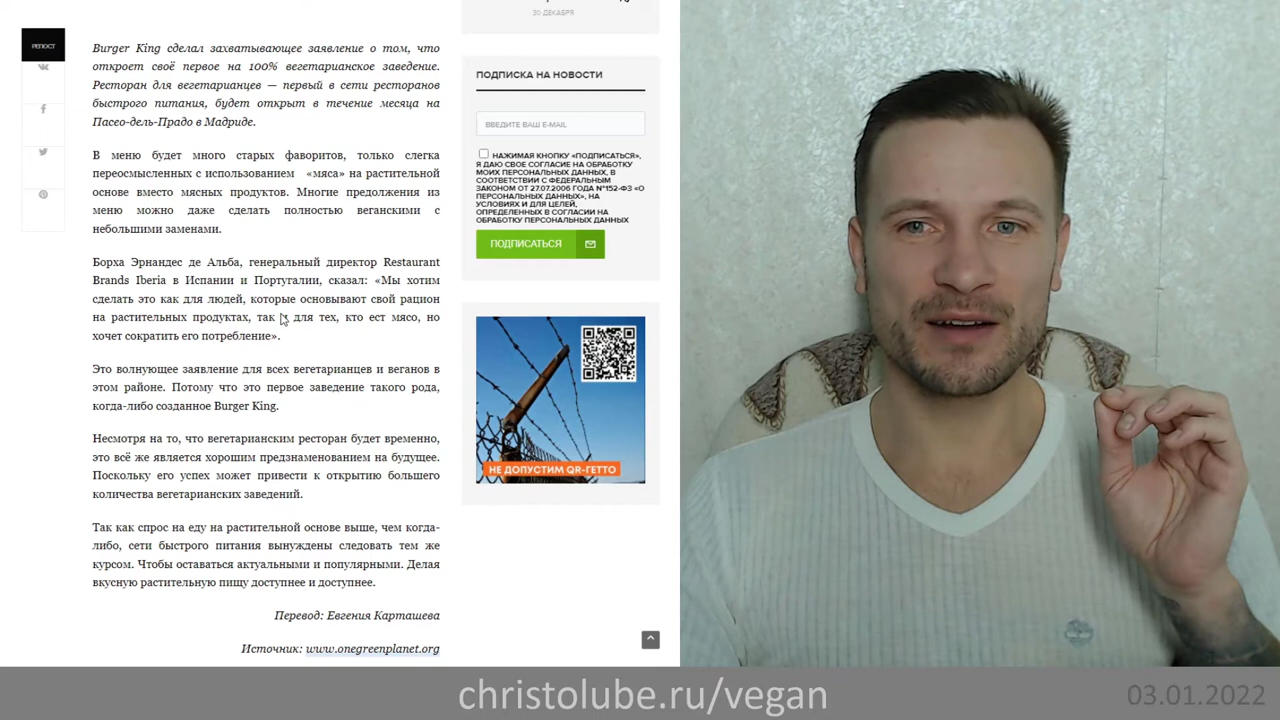 30 ДЕКАБРЯ
РЕПОСТ
Burger King сделал захватывающее заявление о том, что
откроет своё первое на 100% вегетарианское заведение.
Ресторан для вегетарианцев — первый в сети ресторанов
быстрого питания, будет открыт в течение месяца на
Пасео-дель-Прадо в Мадриде.
В меню будет много старых фаворитов, только слегка
переосмысленных с использованием «мяса» на растительной
основе вместо мясных продуктов. Многие предолжения из
меню можно даже сделать полностью веганскими с
небольшими заменами.
Борха Эрнандес де Альба, генеральный директор Restaurant
Brands Iberia в Испании и Португалии, сказал: «Мы хотим
сделать это как для людей, которые основывают свой рацион
на растительных продуктах, так для тех, кто ест мясо, но
хочет сократить его потребление».
Это волнующее заявление для всех вегетарианцев и веганов в
этом районе. Потому что это первое заведение такого рода,
когда-либо созданное Burger King.
Несмотря на то, что вегетарианским ресторан будет временно,
это всё же является хорошим предзнаменованием на будущее.
Поскольку его успех может привести к открытию большего
количества вегетарианских заведений.
Так как спрос на еду на растительной основе выше, чем когда-
либо, сети быстрого питания вынуждены следовать тем же
курсом. Чтобы оставаться актуальными и популярными. Делая
вкусную растительную пищу доступнее и доступнее.
Перевод: Евгения Карташева
Источник: www.onegreenplanet.org
ПОДПИСКА НА НОВОСТИ
ВВЕДИТЕ ВАШ E-MAIL
НАЖИМАЯ КНОПКУ «ПОДПИСАТЬСЯ»,
Я ДАЮ СВОЕ СОГЛАСИЕ НА ОБРАБОТКУ
МОИХ ПЕРСОНАЛЬНЫХ ДАННЫХ, В
СООТВЕТСТВИИ С ФЕДЕРАЛЬНЫМ
ЗАКОНОМ ОТ 27.07.2006 ГОДА №152-ФЗ «О
ПЕРСОНАЛЬНЫХ ДАННЫХ», НА
УСЛОВИЯХ И ДЛЯ ЦЕЛЕЙ,
ОПРЕДЕЛЕННЫХ В СОГЛАСИИ НА
ОБРАБОТКУ ПЕРСОНАЛЬНЫХ ДАННЫХ
ПОДПИСАТЬСЯ
НЕ ДОПУСТИМ QR-ГЕТТО
christolube.ru/vegan
03.01.2022